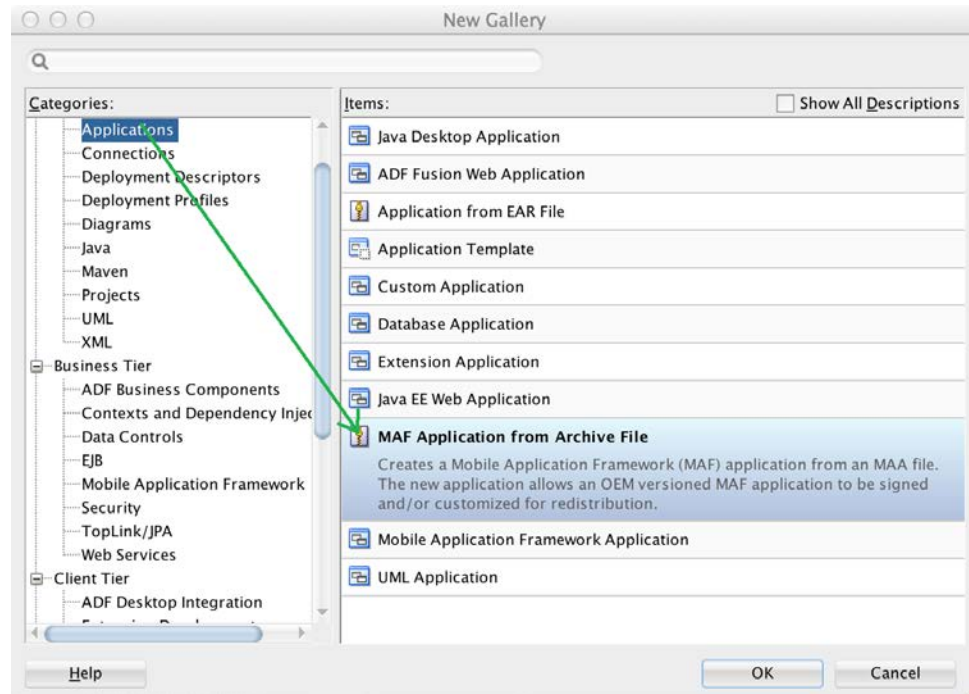 New Gallery
Categories:
Applications
Connections
Deployment Descriptors
Deployment Profiles
Diagrams
Java
Maven
Projects
UML
XML
Business Tier
ADF Business Components
Contexts and Dependency Injec
Data Controls
EJB
Mobile Application Framework
Security
TopLink/JPA
Web Services
Client Tier
ADF Desktop Integration
Items:
Show All Descriptions
Java Desktop Application
ADF Fusion Web Application
Application from EAR File
Application Template
Custom Application
Database Application
Extension Application
Java EE Web Application
MAF Application from Archive File
Creates a Mobile Application Framework (MAF) application from an MAA file.
The new application allows an OEM versioned MAF application to be signed
and/or customized for redistribution.
Mobile Application Framework Application
UML Application
Help
OK
Cancel